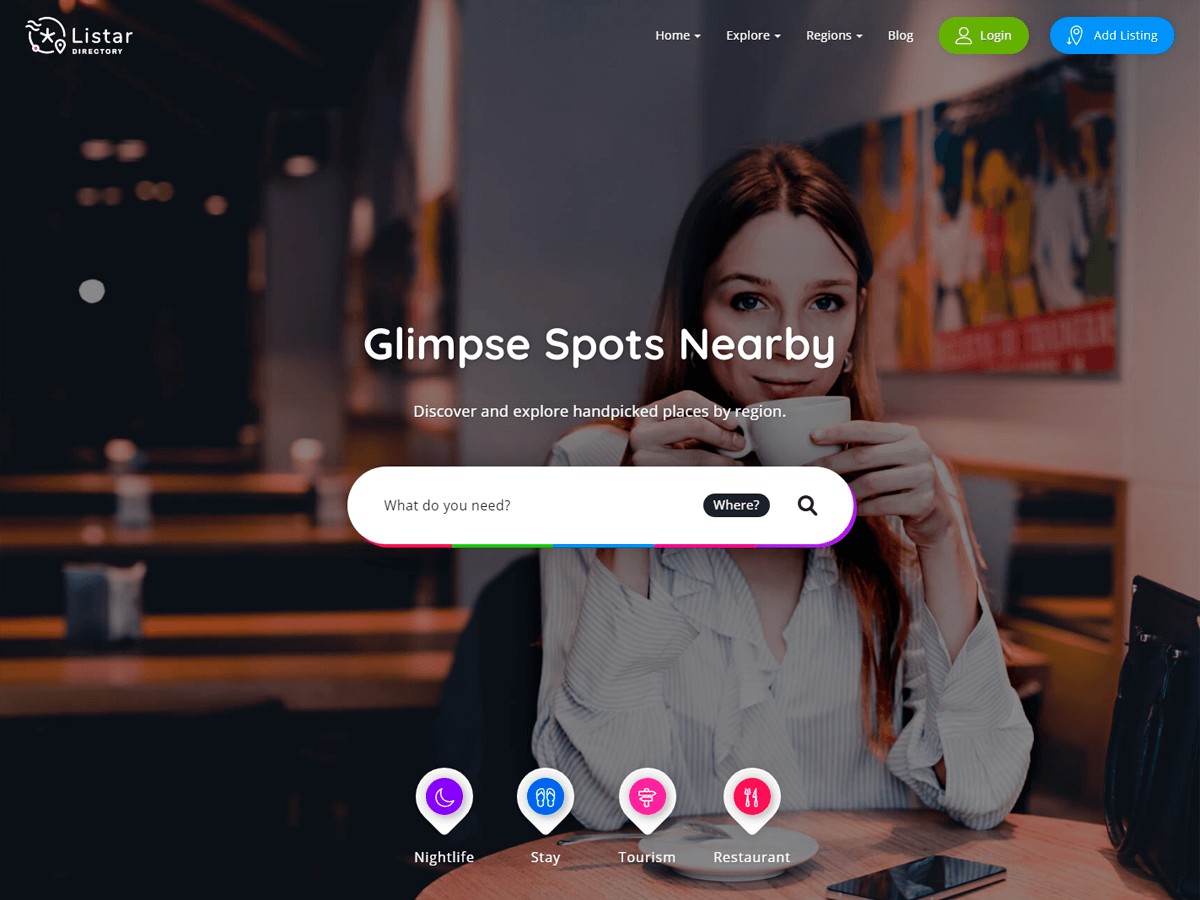 Listar
DIRECTORY
Home
Explore
Regions
Blog
Login
Add Listing
Glimpse Spots Nearby
Discover and explore handpicked places by region.
What do you need?
Where?
Nightlife
Stay
Tourism
Restaurant